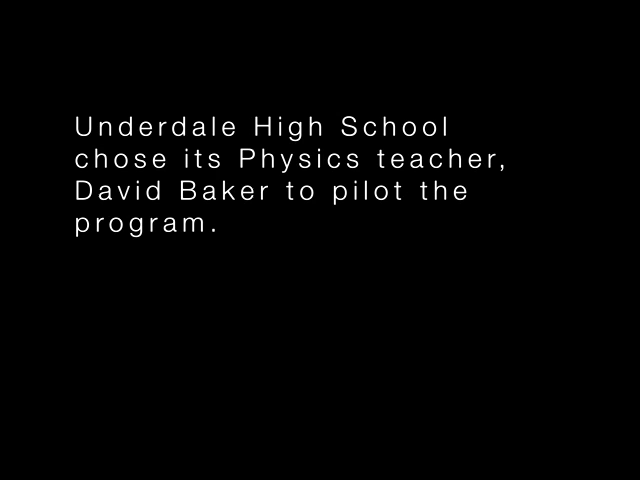 Underdale High School
chose its Physics teacher,
David Baker to pilot the
program.